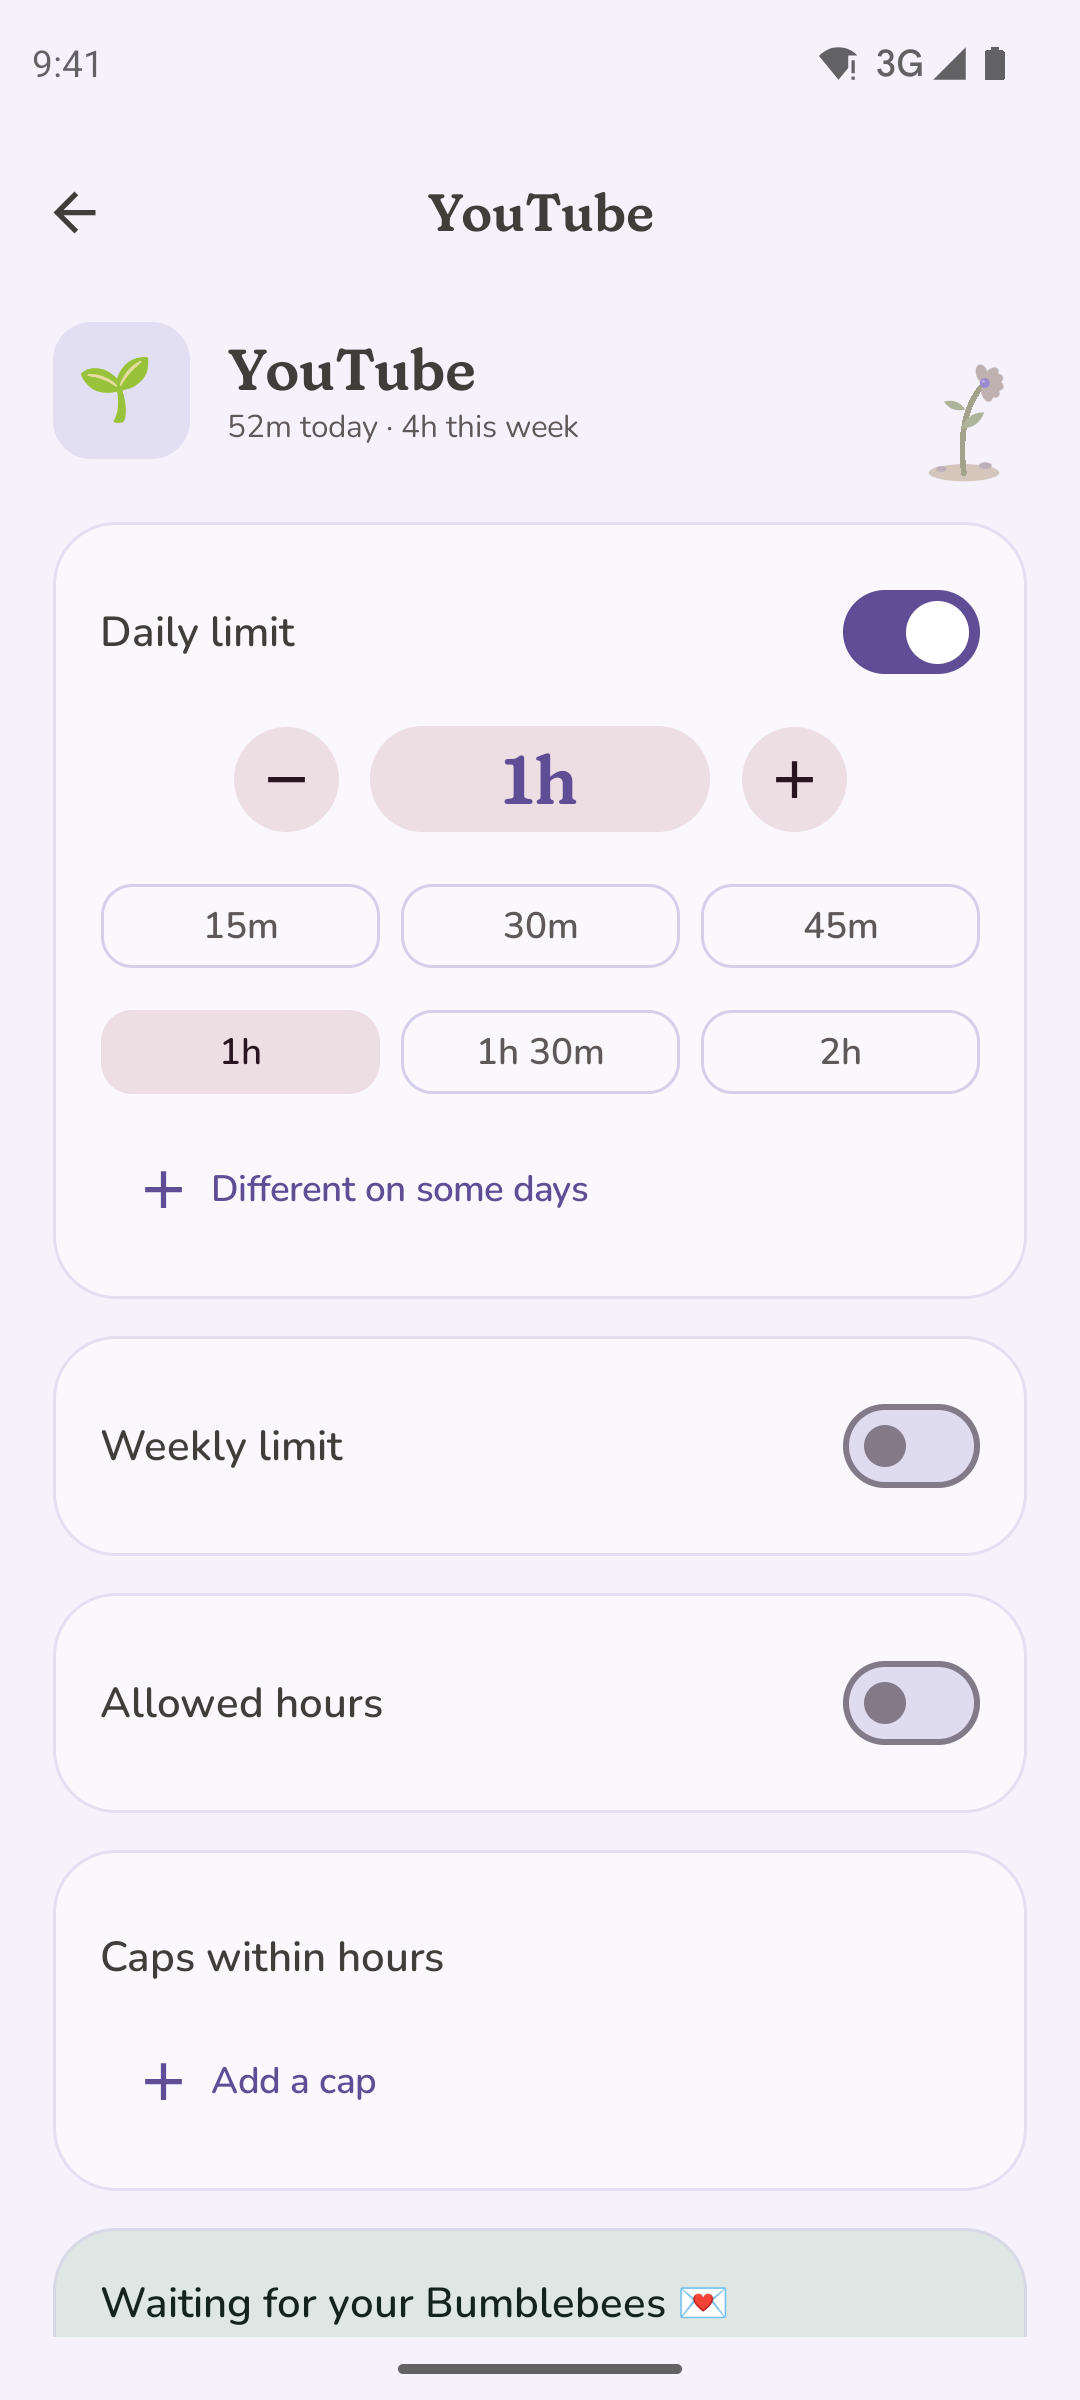 9:41
3G
YouTube
YouTube
52m today · 4h this week
Daily limit
1h
15m
30m
45m
1h
1h 30m
2h
Different on some days
Weekly limit
Allowed hours
Caps within hours
Add a cap
Waiting for your Bumblebees 💌